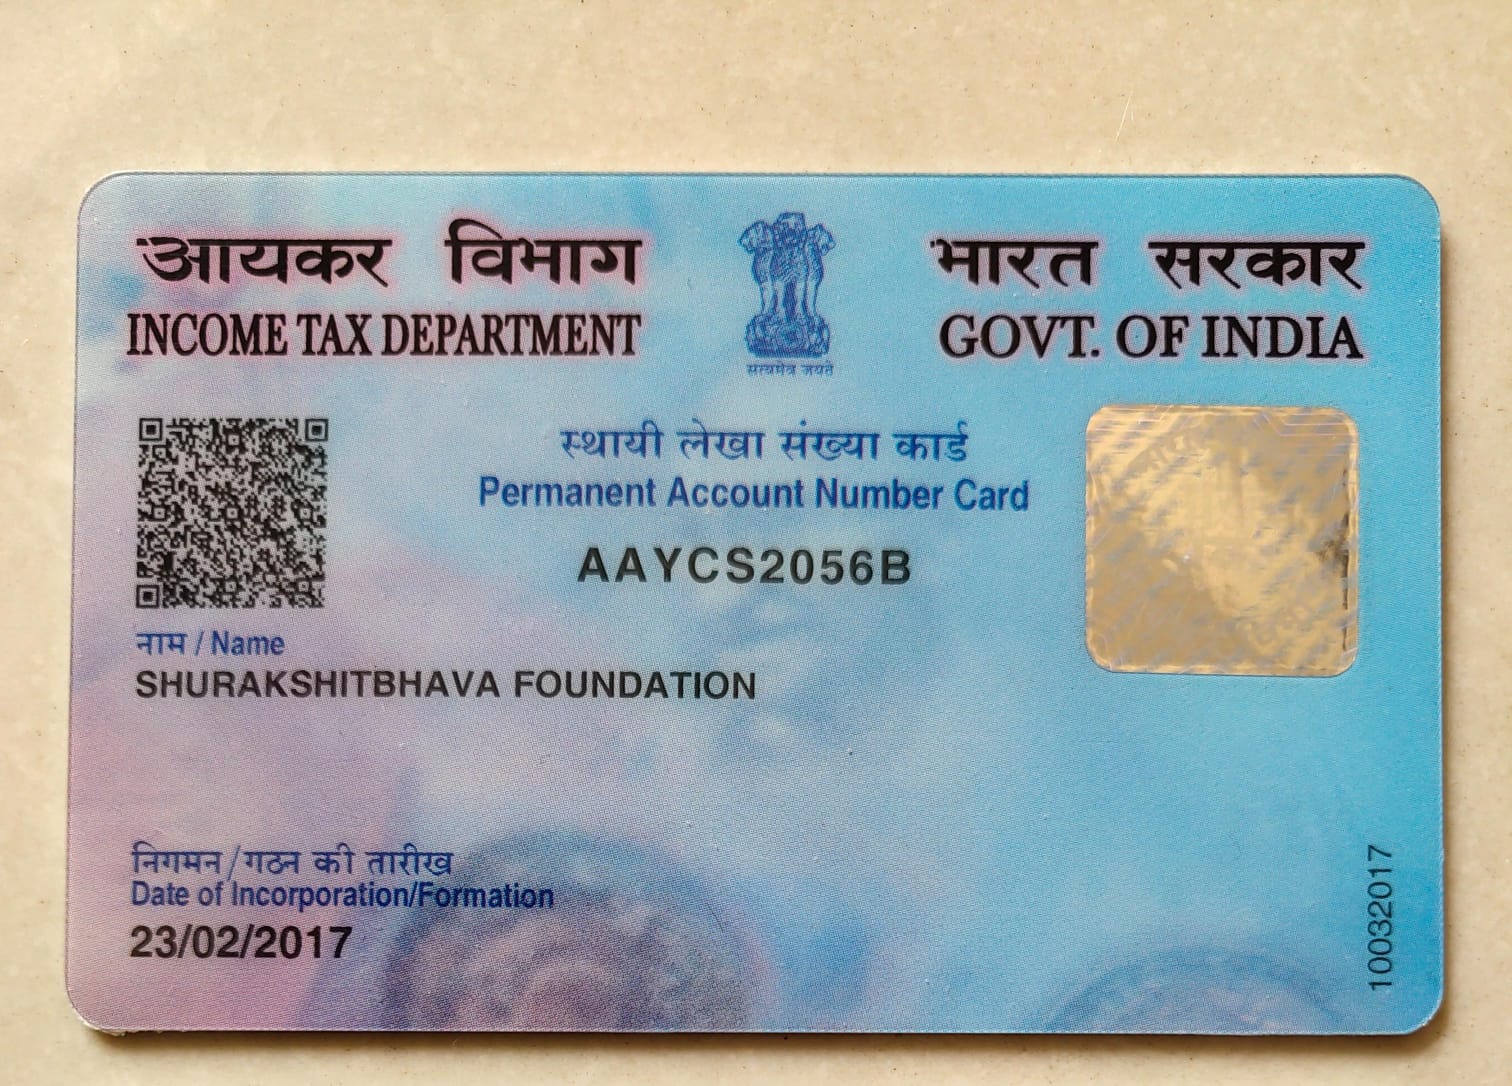 आयकर विभाग
INCOME TAX DEPARTMENT
सत्यमेव जयते
भारत सरकार
GOVT. OF INDIA
स्थायी लेखा संख्या कार्ड
Permanent Account Number Card
AAYCS2056B
नाम / Name
SHURAKSHITBHAVA FOUNDATION
निगमन/गठन की तारीख
Date of Incorporation/Formation
23/02/2017
10032017